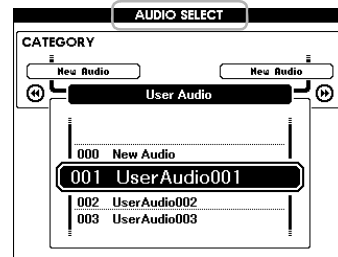 AUDIO SELECT
CATEGORY
New Audio New Audio
User Audio
000 New Audio
001 UserAudio001
002 UserAudio002
003 UserAudio003